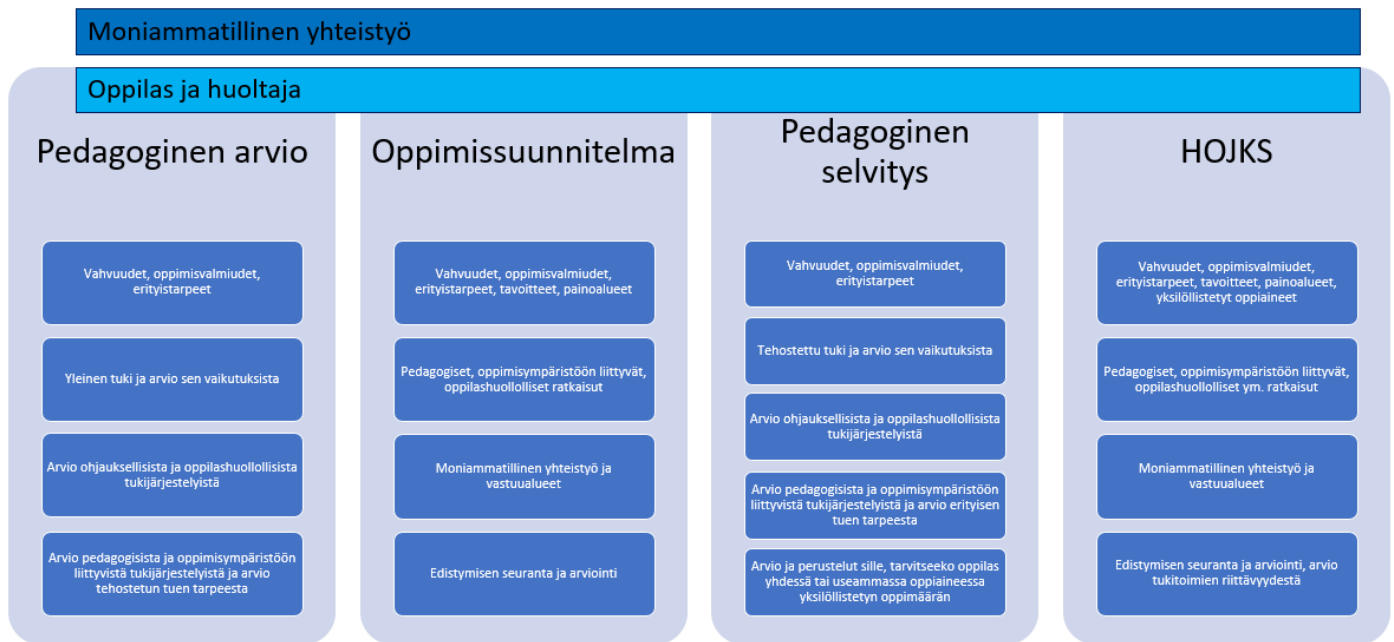 Moniammatillinen yhteistyö
Oppilas ja huoltaja
Pedagoginen arvio
Vahvuudet, oppimisvalmiudet,
erityistarpeet
Yleinen tuki ja arvio sen vaikutuksista
Arvio ohjauksellisista ja oppilashuollollisista
tukijärjestelyistä
Arvio pedagogisista ja oppimisympäristöön
liittyvistä tukijärjestelyistä ja arvio
tehostetun tuen tarpeesta
Oppimissuunnitelma
Vahvuudet, oppimisvalmiudet,
erityistarpeet, tavoitteet, painoalueet
Pedagogiset, oppimisympäristöön liittyvät,
oppilashuollolliset ratkaisut
Moniammatillinen yhteistyö ja
vastuualueet
Edistymisen seuranta ja arviointi
Pedagoginen
selvitys
Vahvuudet, oppimisvalmiudet,
erityistarpeet
Tehostettu tuki ja arvio sen vaikutuksista
Arvio ohjauksellisista ja oppilashuollollisista
tukijärjestelyistä
Arvio pedagogisista ja oppimisympäristöön
liittyvistä tukijärjestelyistä ja arvio erityisen
tuen tarpeesta
Arvio ja perustelut sille, tarvitseeko oppilas
yhdessä tai useammassa oppiaineessa
yksilöllistetyn oppimäärän
HOJKS
Vahvuudet, oppimisvalmiudet,
erityistarpeet, tavoitteet, painoalueet,
yksilöllistetyt oppiaineet
Pedagogiset, oppimisympäristöön liittyvät,
oppilashuollolliset ym. ratkaisut
Moniammatillinen yhteistyö ja
vastuualueet
Edistymisen seuranta ja arviointi, arvio
tukitoimien riittävyydestä